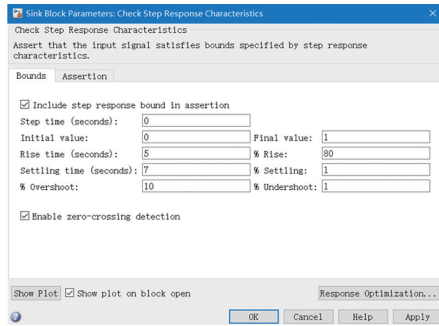 Sink Block Parameters: Check Step Response Characteristics
Check Step Response Characteristics
Assert that the input signal satisfies bounds specified by step response
characteristics.
Bounds Assertion
Include step response bound in assertion
Step time (seconds): 0
Initial value: 0 Final value: 1
Rise time (seconds): 5 % Rise: 80
Settling time (seconds): 7 % Settling: 1
% Overshoot: 10 % Undershoot: 1
Enable zero-crossing detection
Show Plot Show plot on block open Response Optimization...
OK Cancel Help Apply